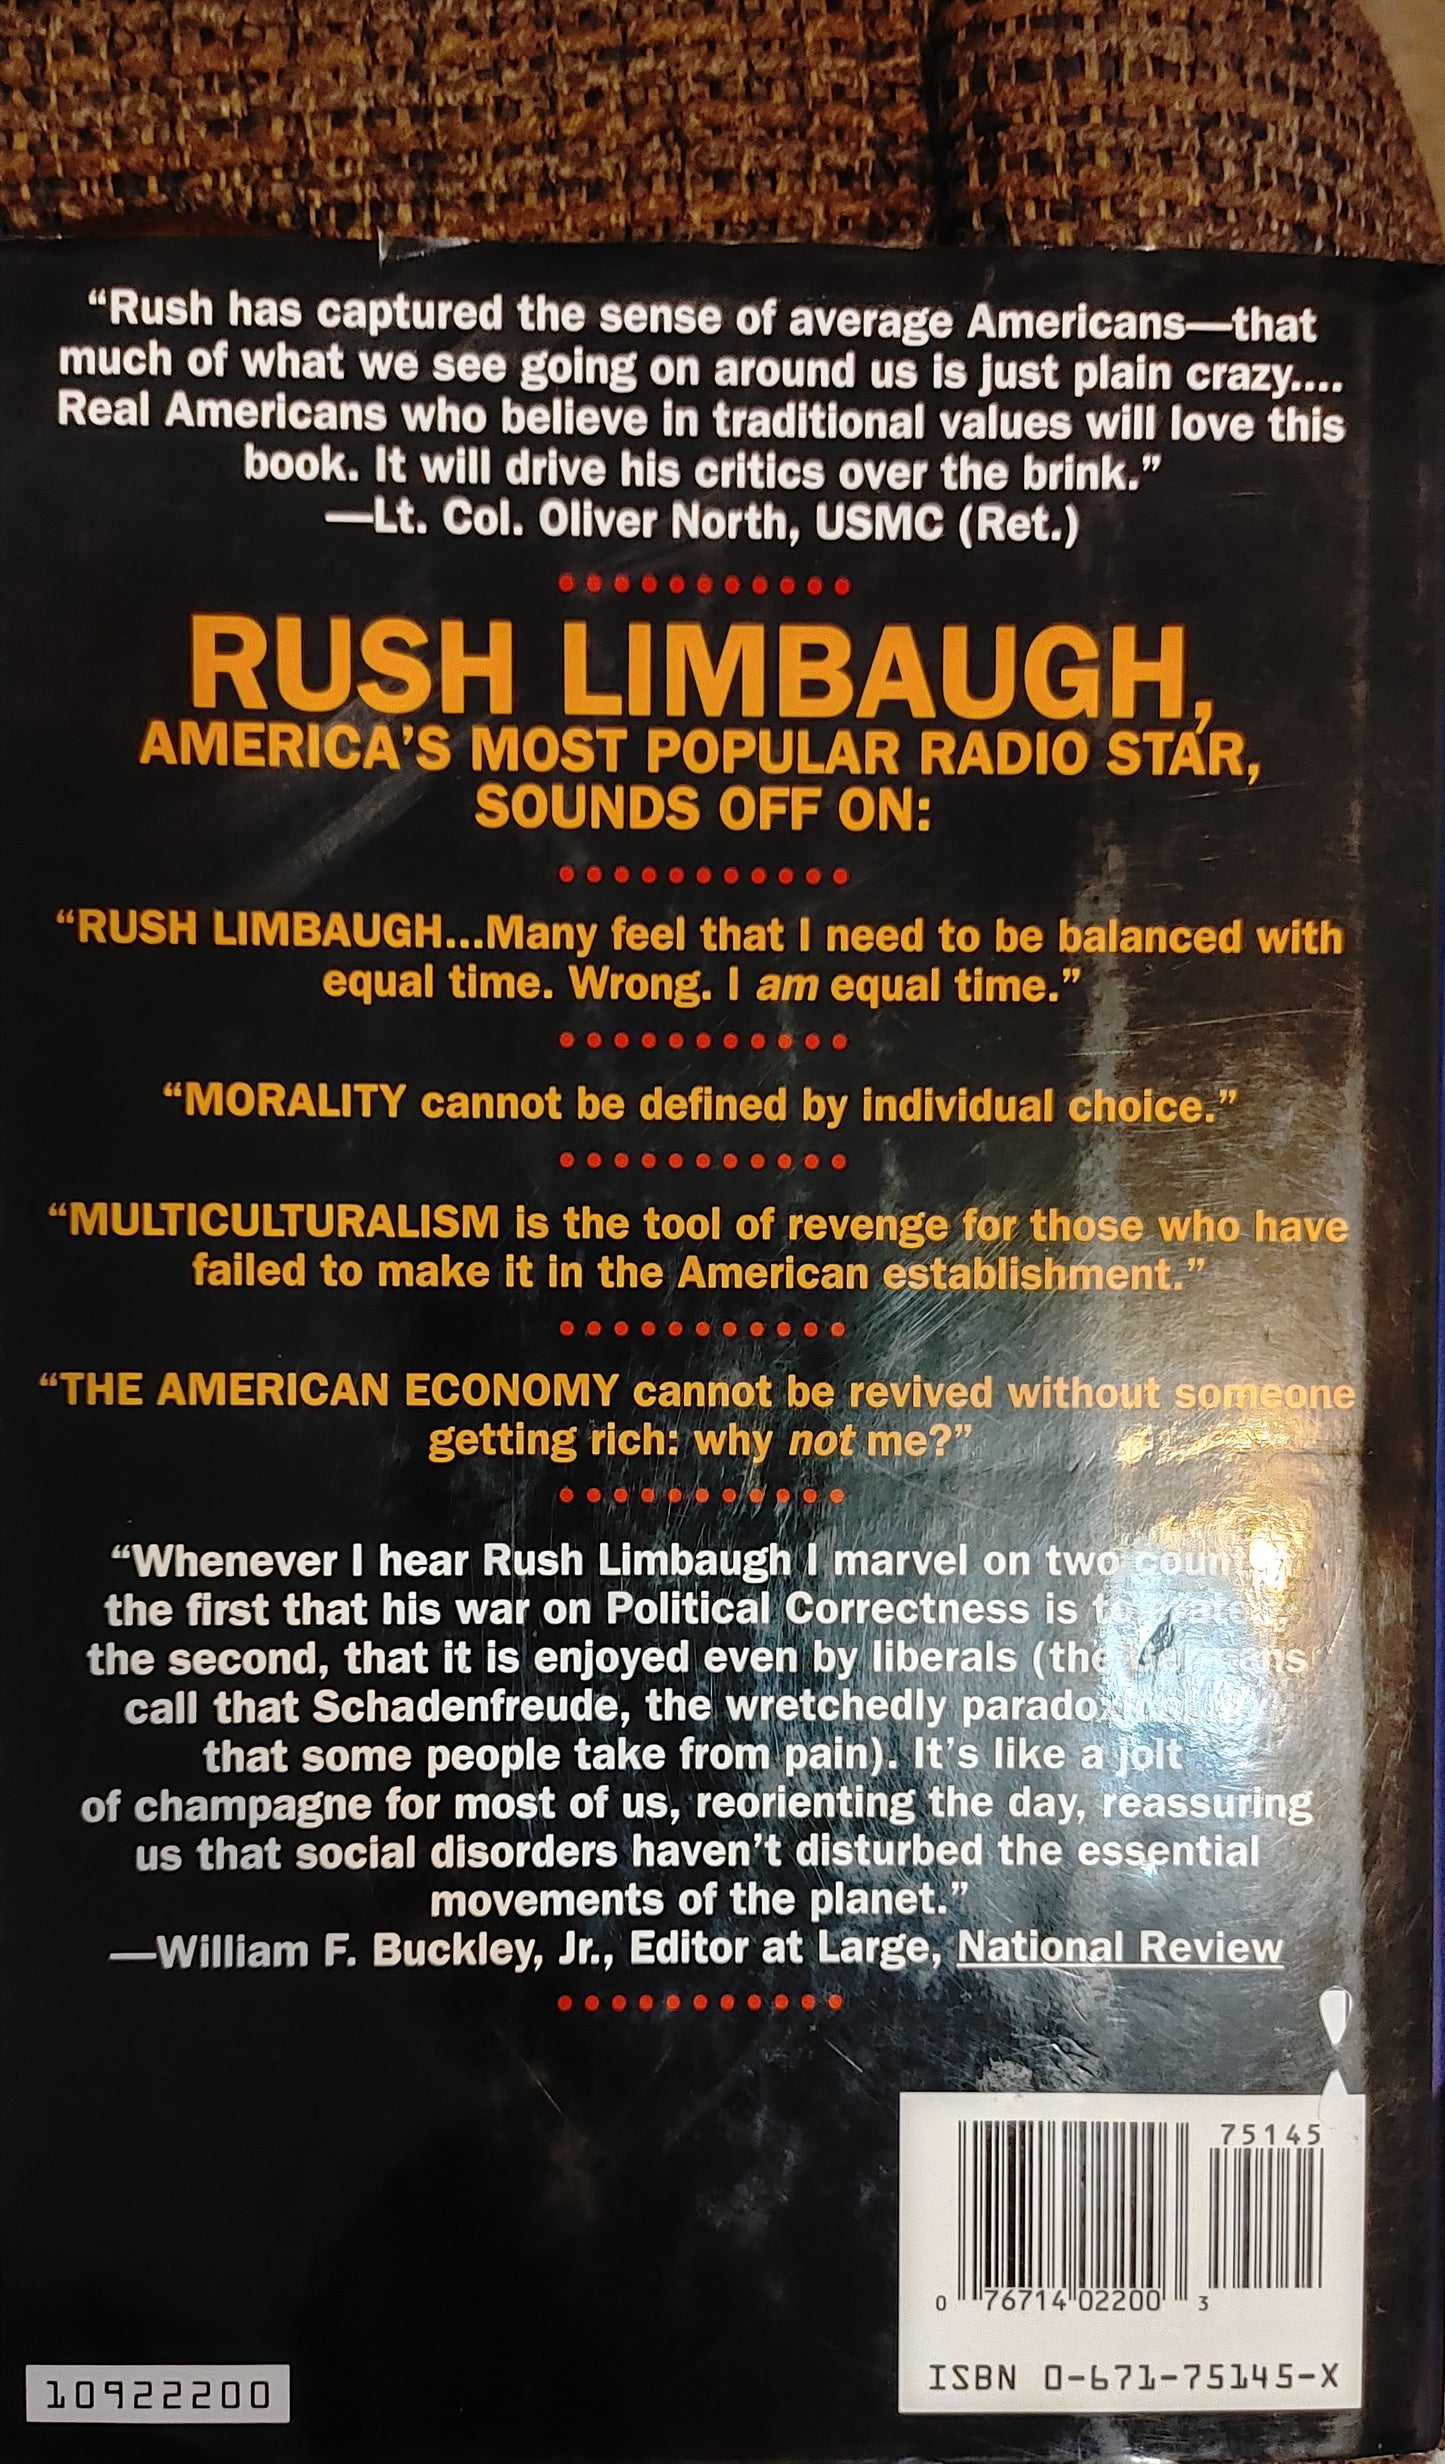 “Rush has captured the sense of average Americans—that
much of what we see going on around us is just plain crazy....
Real Americans who believe in traditional values will love this
book. It will drive his critics over the brink.”
—Lt. Col. Oliver North, USMC (Ret.)
RUSH LIMBAUGH,
AMERICA’S MOST POPULAR RADIO STAR,
SOUNDS OFF ON:
“RUSH LIMBAUGH...Many feel that I need to be balanced with
equal time. Wrong. I am equal time.”
“MORALITY cannot be defined by individual choice.”
“MULTICULTURALISM is the tool of revenge for those who have
failed to make it in the American establishment.”
“THE AMERICAN ECONOMY cannot be revived without someone
getting rich: why not me?”
“Whenever I hear Rush Limbaugh I marvel on two
the first that his war on Political Correctness is
the second, that it is enjoyed even by liberals (the
call that Schadenfreude, the wretchedly
that some people take from pain). It’s like a jolt
of champagne for most of us, reorienting the day, reassuring
us that social disorders haven’t disturbed the essential
movements of the planet.”
—William F. Buckley, Jr., Editor at Large, National Review
75145
0 76714 02200 3
ISBN 0-671-75145-X
10922200